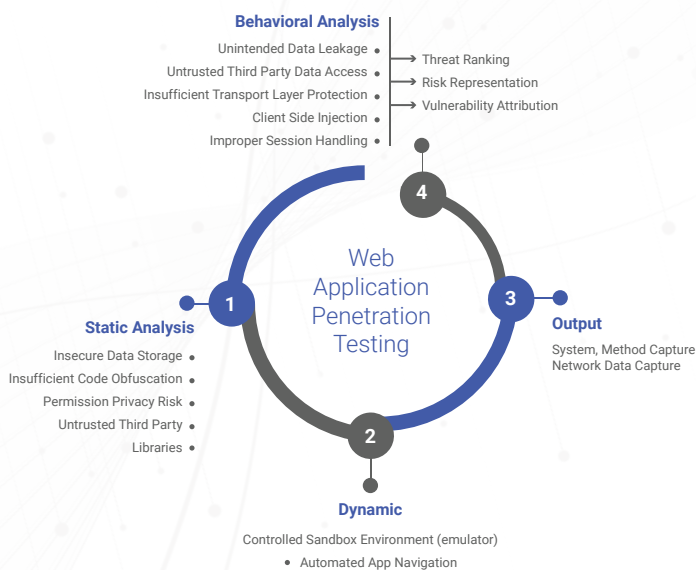 Behavioral Analysis
Unintended Data Leakage
Untrusted Third Party Data Access
Insufficient Transport Layer Protection
Client Side Injection
Improper Session Handling
Threat Ranking
Risk Representation
Vulnerability Attribution
4
Web
Application
Penetration
Testing
1
Static Analysis
Insecure Data Storage
Insufficient Code Obfuscation
Permission Privacy Risk
Untrusted Third Party
Libraries
3
Output
System, Method Capture
Network Data Capture
2
Dynamic
Controlled Sandbox Environment (emulator)
• Automated App Navigation